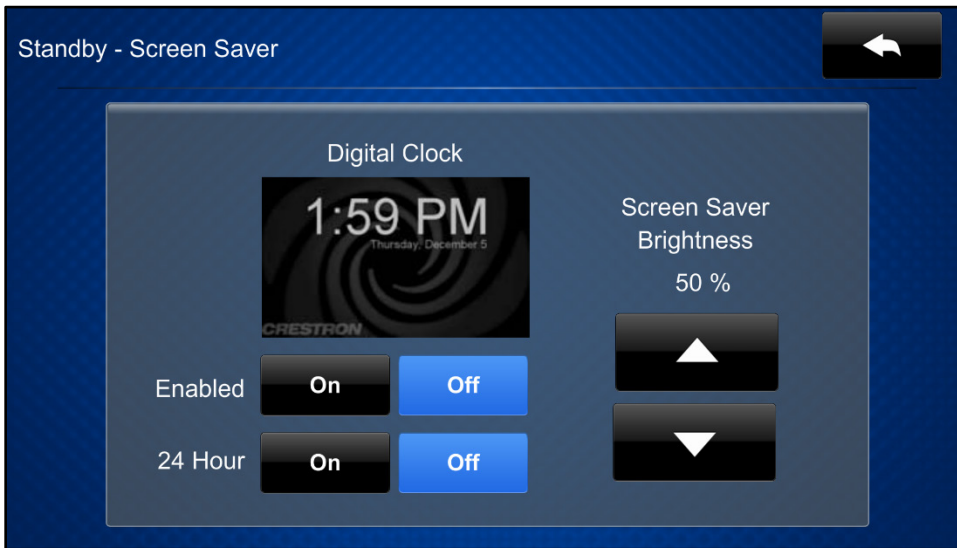 Standby - Screen Saver
Digital Clock
1:59 PM
Thursday, December 5
CRESTRON
Enabled
On
Off
24 Hour
On
Off
Screen Saver
Brightness
50 %